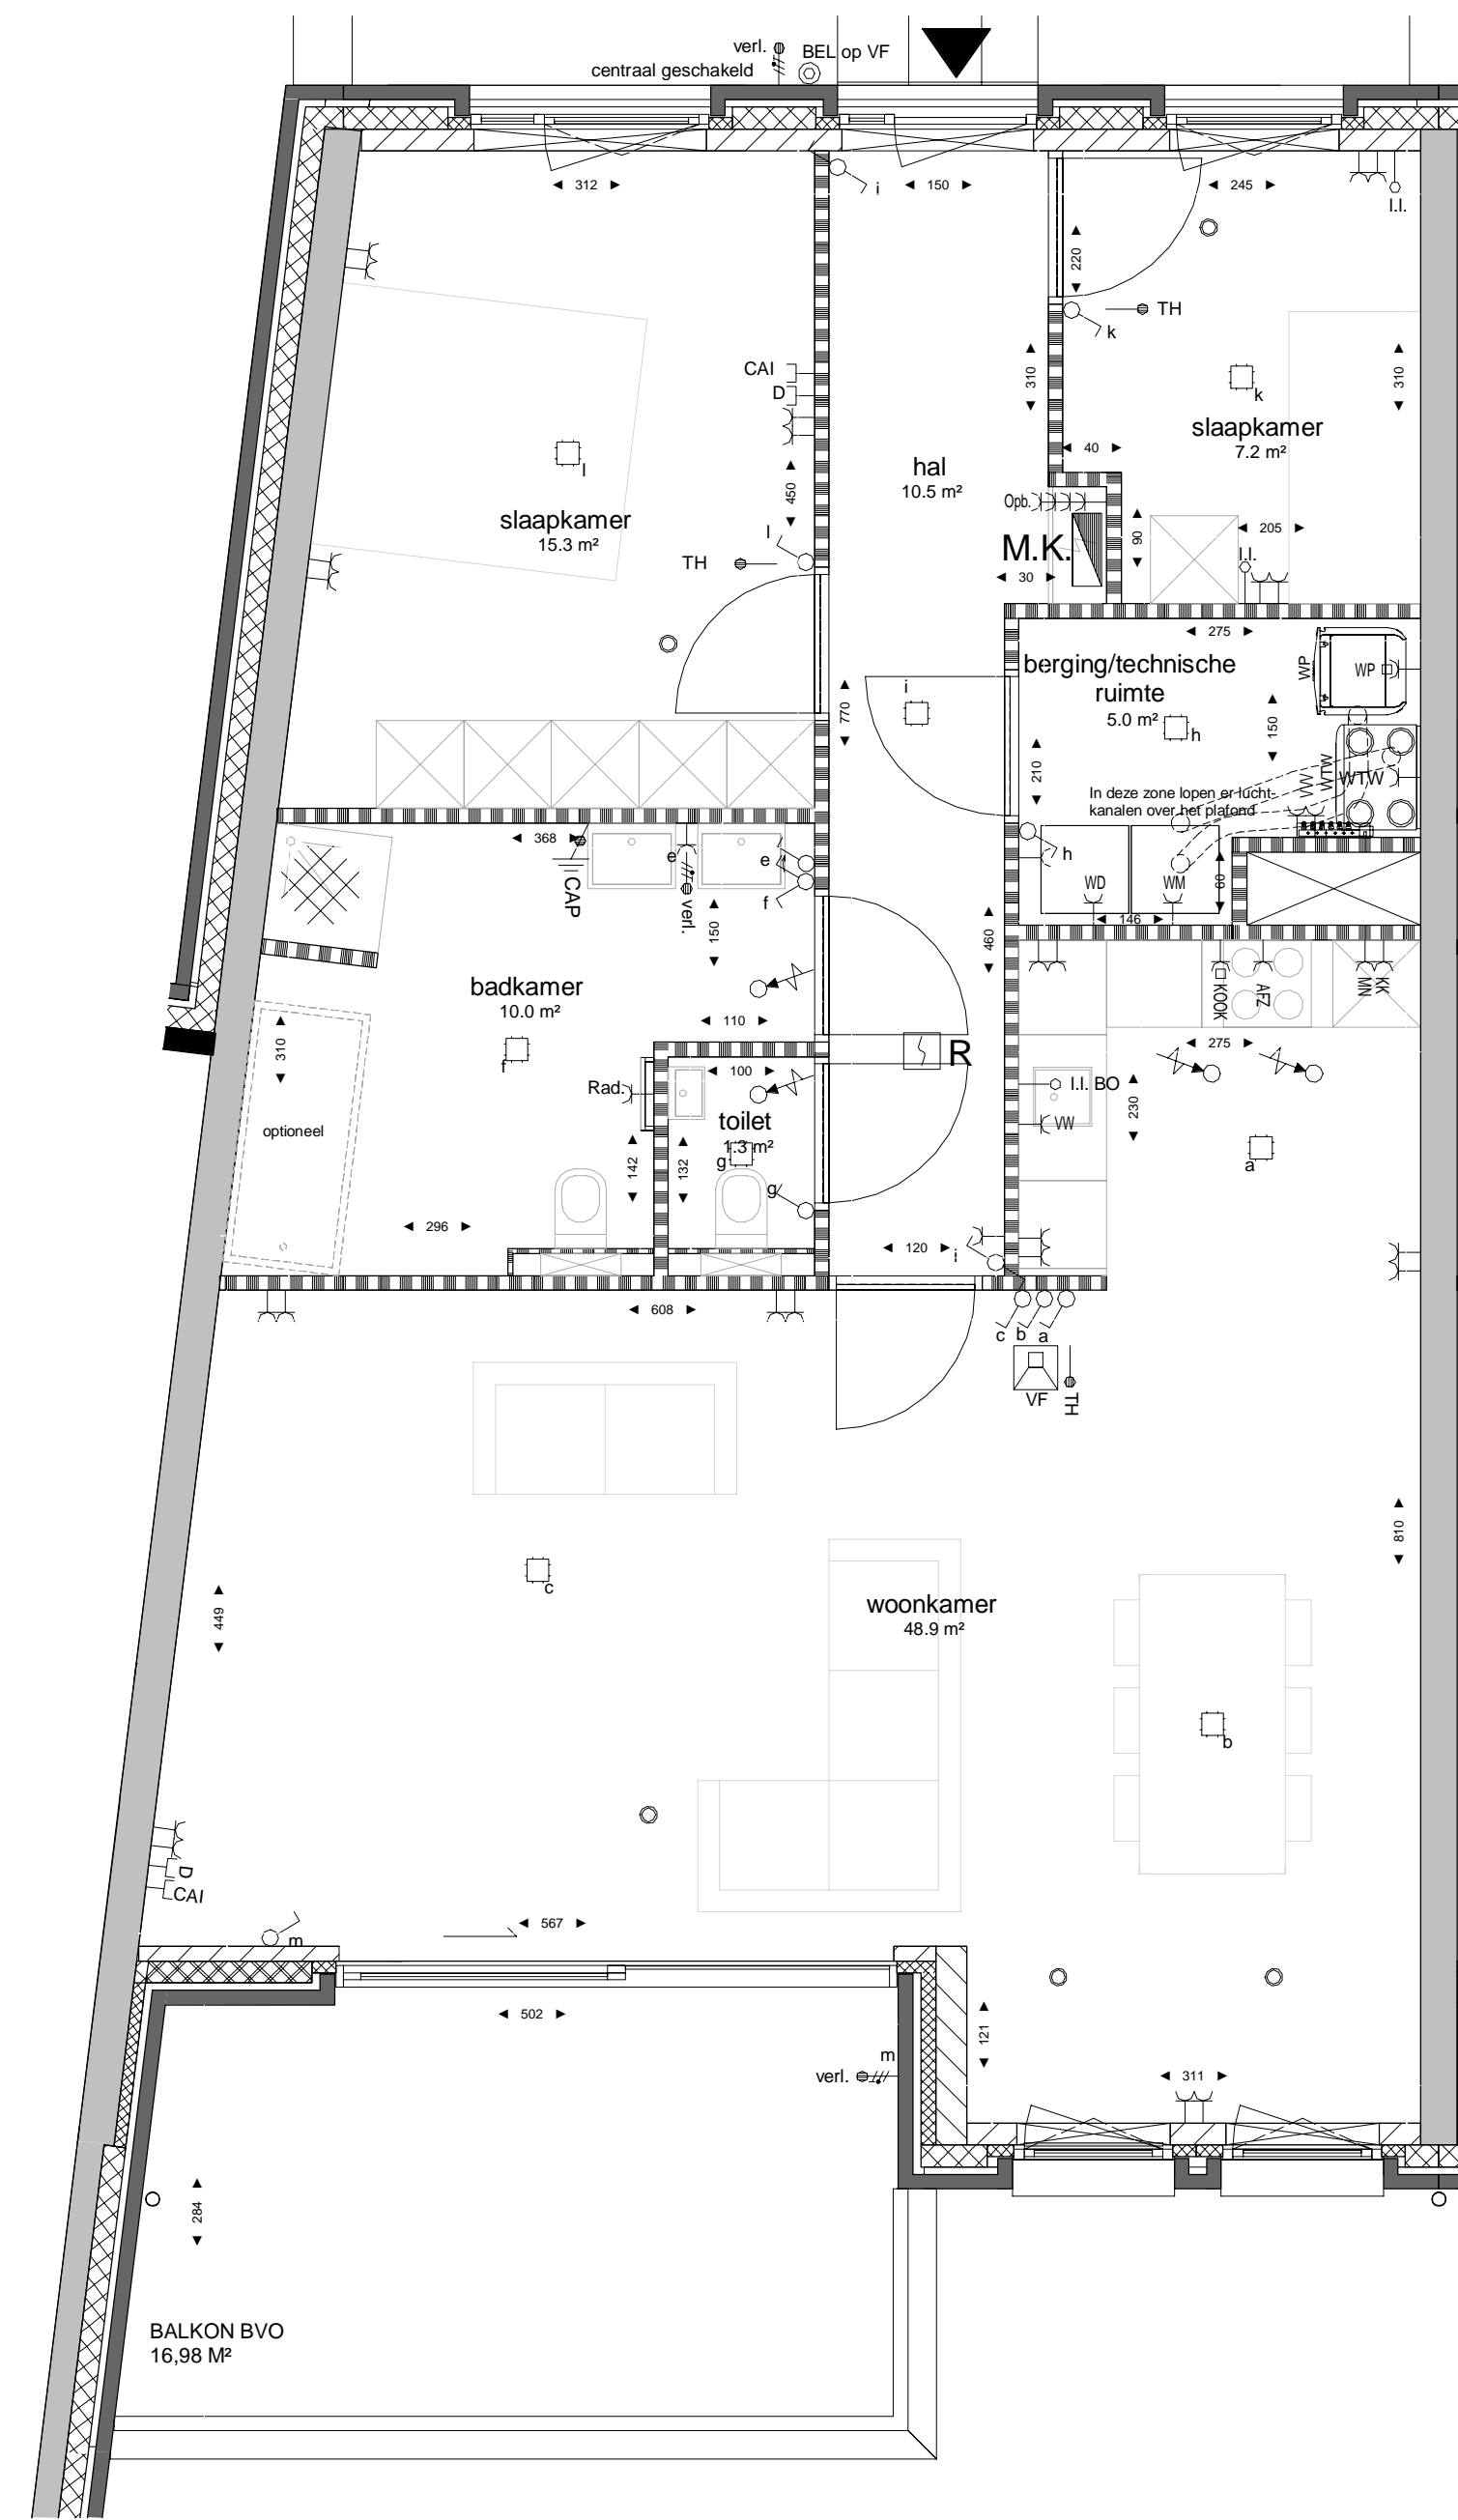 verl.
BEL op VF
centraal geschakeld
312
i
150
245
I.I.
220
TH
k
CAI
D
310
310
k
slaapkamer
7.2 m²
40
hal
10.5 m²
l
450
Opb.
slaapkamer
15.3 m²
l
205
90
M.K.
I.I.
TH
30
275
berging/technische
ruimte
5.0 m²
WP
WP
i
770
h
150
210
WTW
WTW
In deze zone lopen er lucht-
kanalen over het plafond
368
e
e
h
CAP
f
verl.
WD
WM
60
146
150
460
badkamer
10.0 m²
KOOK
AFZ
MN
KK
110
310
f
R
275
100
Rad.
I.I. BO
230
VW
optioneel
toilet
1.3 m²
142
132
g
g
a
296
120
i
608
c
b
a
VF
TH
810
c
449
woonkamer
48.9 m²
b
D
CAI
m
567
502
121
m
verl.
311
284
BALKON BVO
16,98 M²